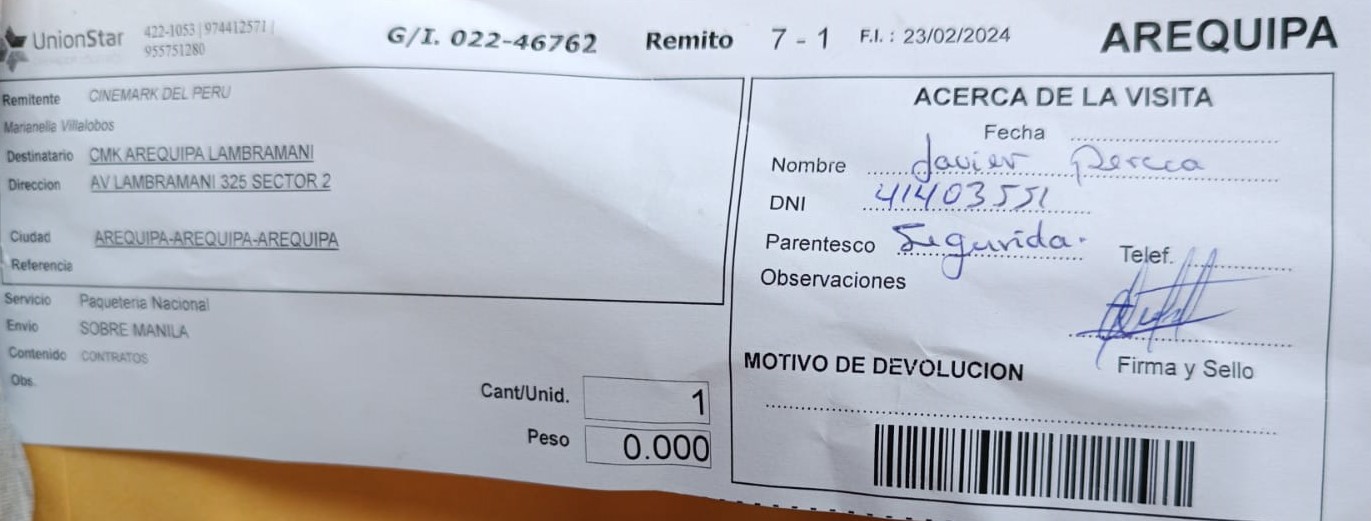 UnionStar 422-1053 | 974412571 |
955751280
G/I. 022-46762 Remito 7 - 1 F.I. : 23/02/2024 AREQUIPA
Remitente CINEMARK DEL PERU
Marianella Villalobos
Destinatario CMK AREQUIPA LAMBRAMANI
Direccion AV LAMBRAMANI 325 SECTOR 2
Ciudad AREQUIPA-AREQUIPA-AREQUIPA
Referencia
Servicio Paqueteria Nacional
Envio SOBRE MANILA
Contenido CONTRATOS
Obs.
Cant/Unid. 1
Peso 0.000
ACERCA DE LA VISITA
Fecha
Nombre Javier Percca
DNI 41403551
Parentesco Segurida.
Telef.
Observaciones
Firma y Sello
MOTIVO DE DEVOLUCION